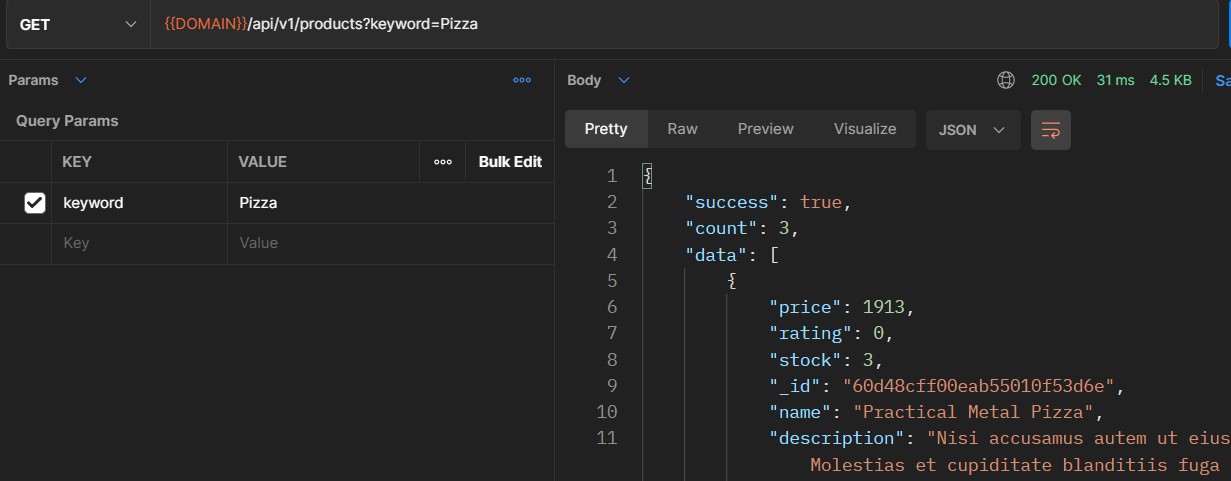 GET {{DOMAIN}}/api/v1/products?keyword=Pizza
Params
Query Params
KEY VALUE Bulk Edit
keyword Pizza
Key Value
Body 200 OK 31 ms 4.5 KB
Pretty Raw Preview Visualize JSON
1 {
2 "success": true,
3 "count": 3,
4 "data": [
5 {
6 "price": 1913,
7 "rating": 0,
8 "stock": 3,
9 "_id": "60d48cff00eab55010f53d6e",
10 "name": "Practical Metal Pizza",
11 "description": "Nisi accusamus autem ut eius
Molestias et cupiditate blanditiis fuga